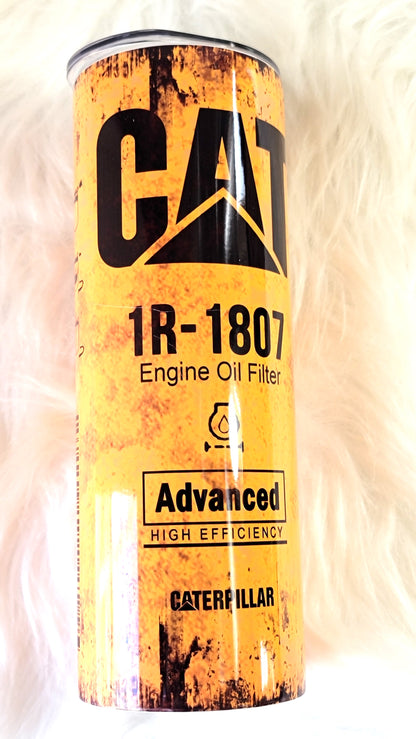 CAT
1R-1807
Engine Oil Filter
Advanced
HIGH EFFICIENCY
CATERPILLAR